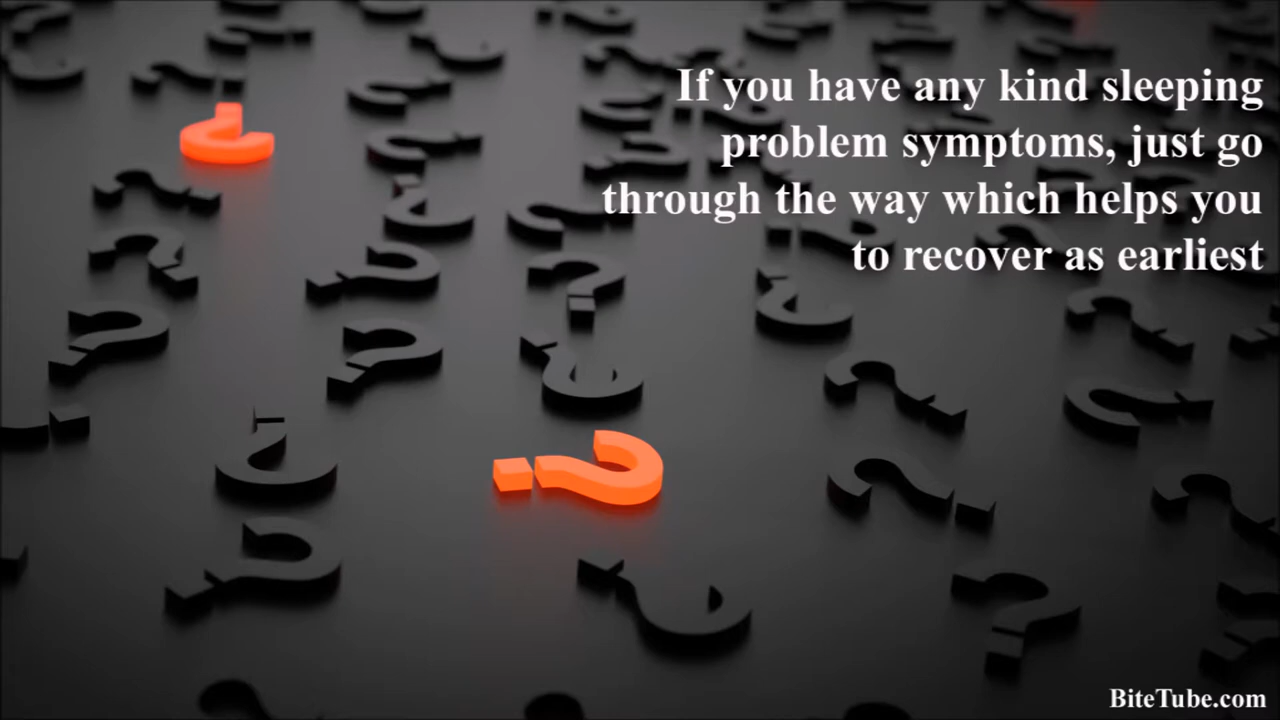 If you have any kind sleeping
problem symptoms, just go
through the way which helps you
to recover as earliest
BiteTube.com